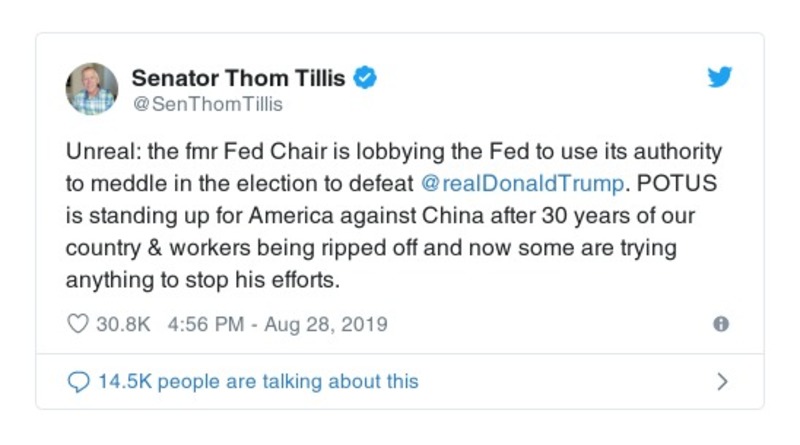 Senator Thom Tillis
@SenThomTillis
Unreal: the fmr Fed Chair is lobbying the Fed to use its authority
to meddle in the election to defeat @realDonaldTrump. POTUS
is standing up for America against China after 30 years of our
country & workers being ripped off and now some are trying
anything to stop his efforts.
30.8K 4:56 PM - Aug 28, 2019
14.5K people are talking about this